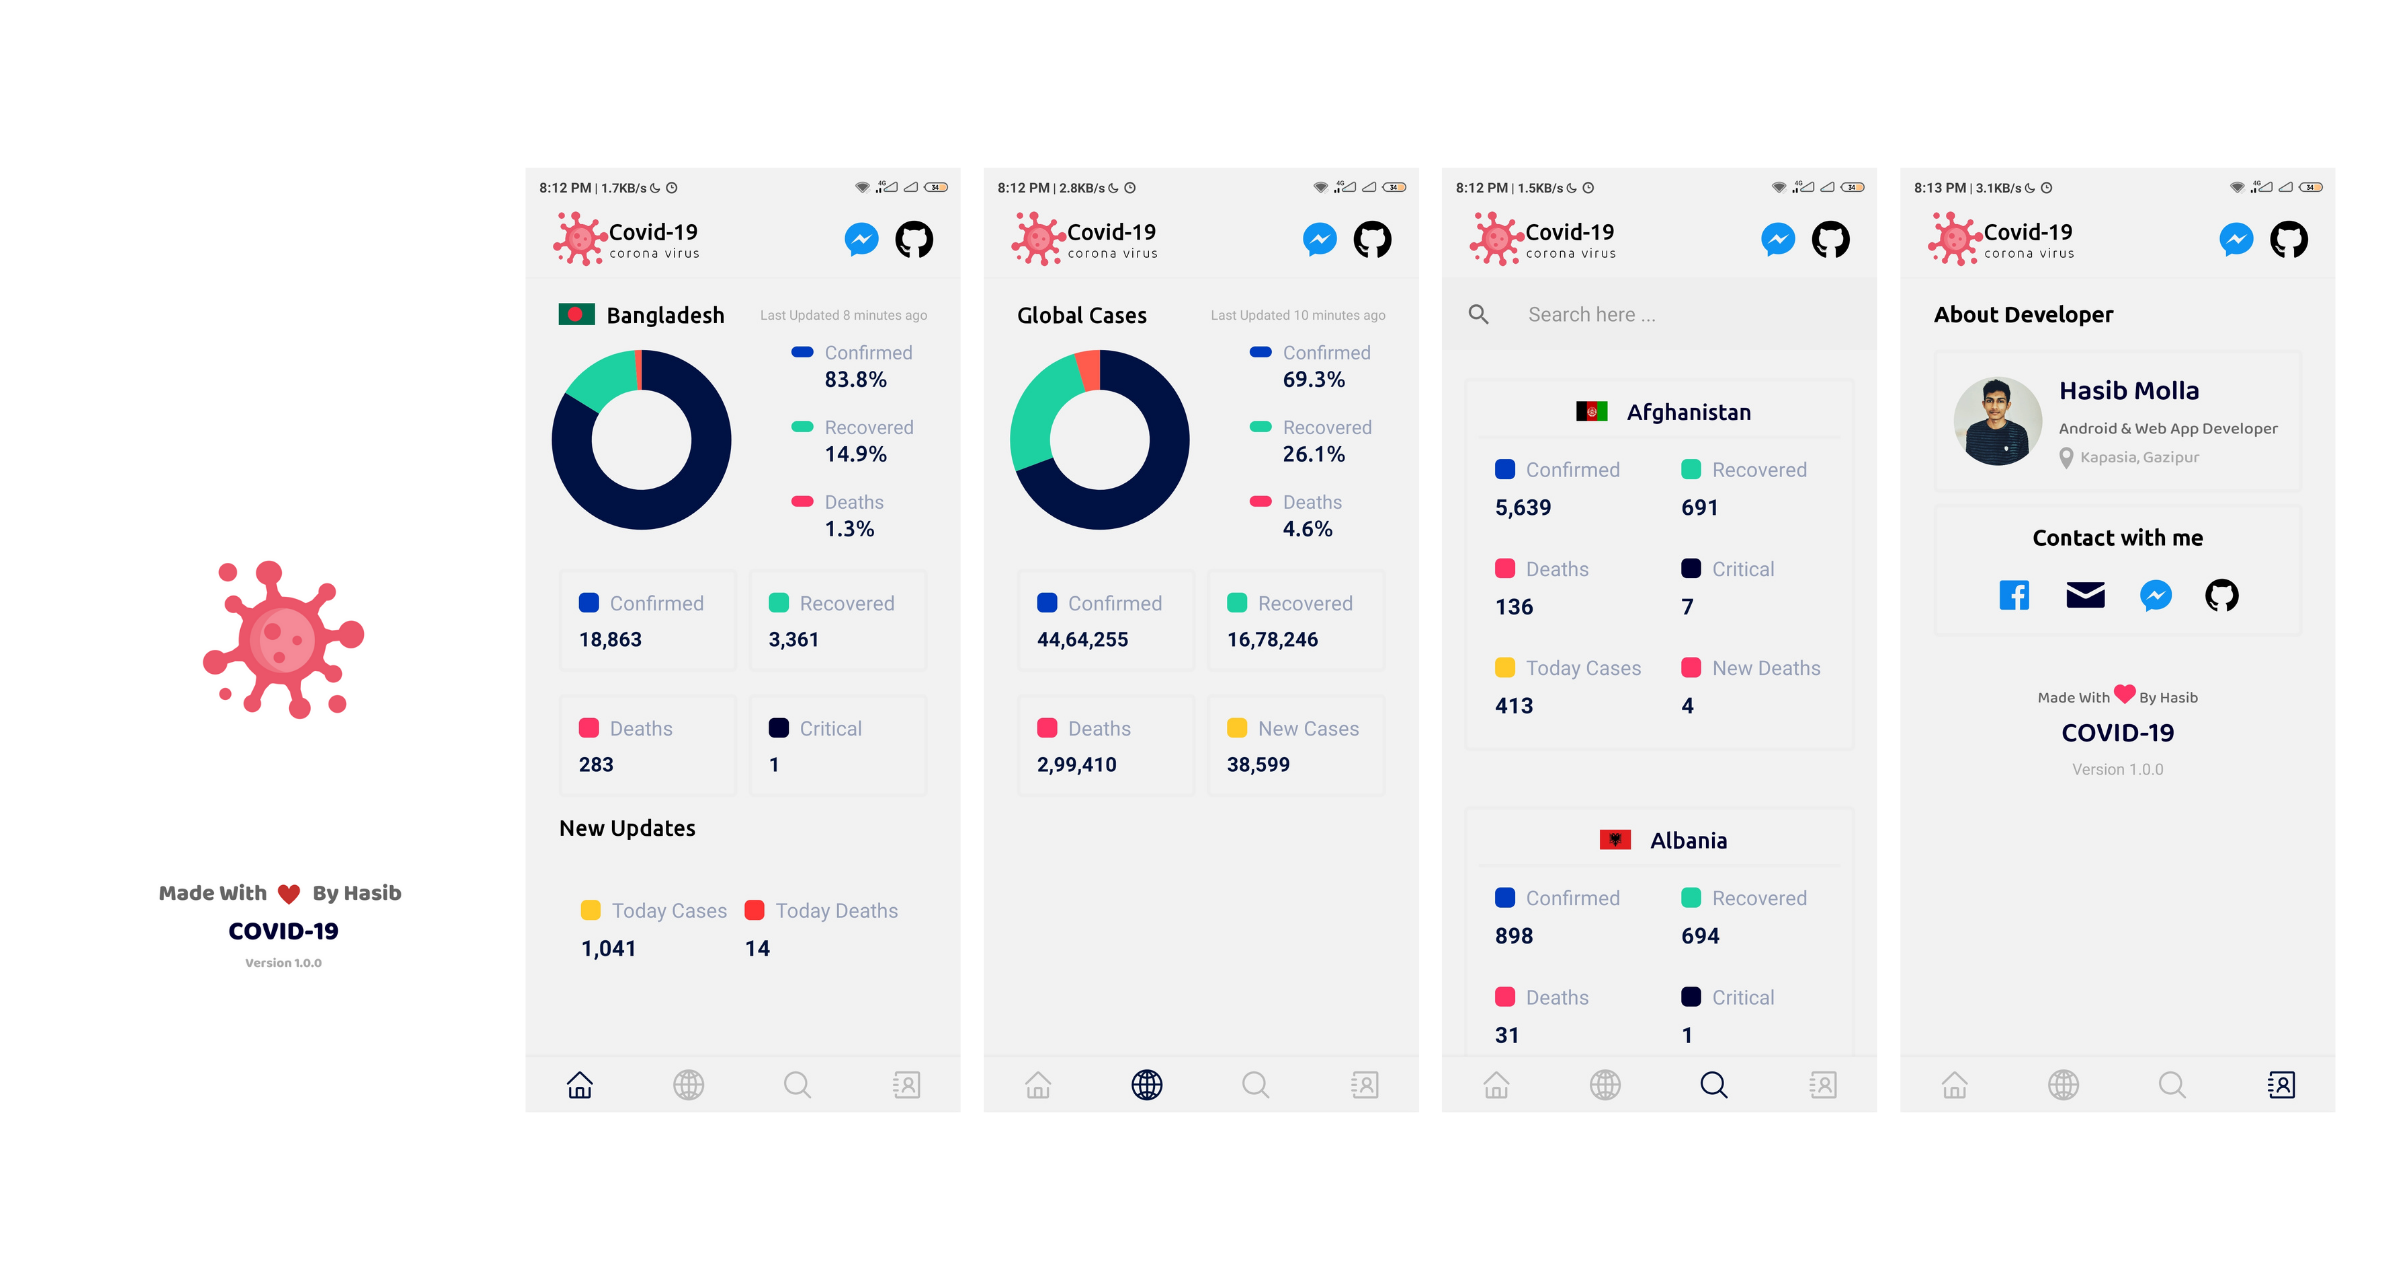 Made With By Hasib
COVID-19
Version 1.0.0
8:12 PM | 1.7KB/s
4G
34
Covid-19
corona virus
Bangladesh
Last Updated 8 minutes ago
Confirmed
83.8%
Recovered
14.9%
Deaths
1.3%
Confirmed
18,863
Recovered
3,361
Deaths
283
Critical
1
New Updates
Today Cases
1,041
Today Deaths
14
8:12 PM | 2.8KB/s
4G
34
Covid-19
corona virus
Global Cases
Last Updated 10 minutes ago
Confirmed
69.3%
Recovered
26.1%
Deaths
4.6%
Confirmed
44,64,255
Recovered
16,78,246
Deaths
2,99,410
New Cases
38,599
8:12 PM | 1.5KB/s
4G
34
Covid-19
corona virus
Search here ...
Afghanistan
Confirmed
5,639
Recovered
691
Deaths
136
Critical
7
Today Cases
413
New Deaths
4
Albania
Confirmed
898
Recovered
694
Deaths
31
Critical
1
8:13 PM | 3.1KB/s
4G
34
Covid-19
corona virus
About Developer
Hasib Molla
Android & Web App Developer
Kapasia, Gazipur
Contact with me
Made With By Hasib
COVID-19
Version 1.0.0